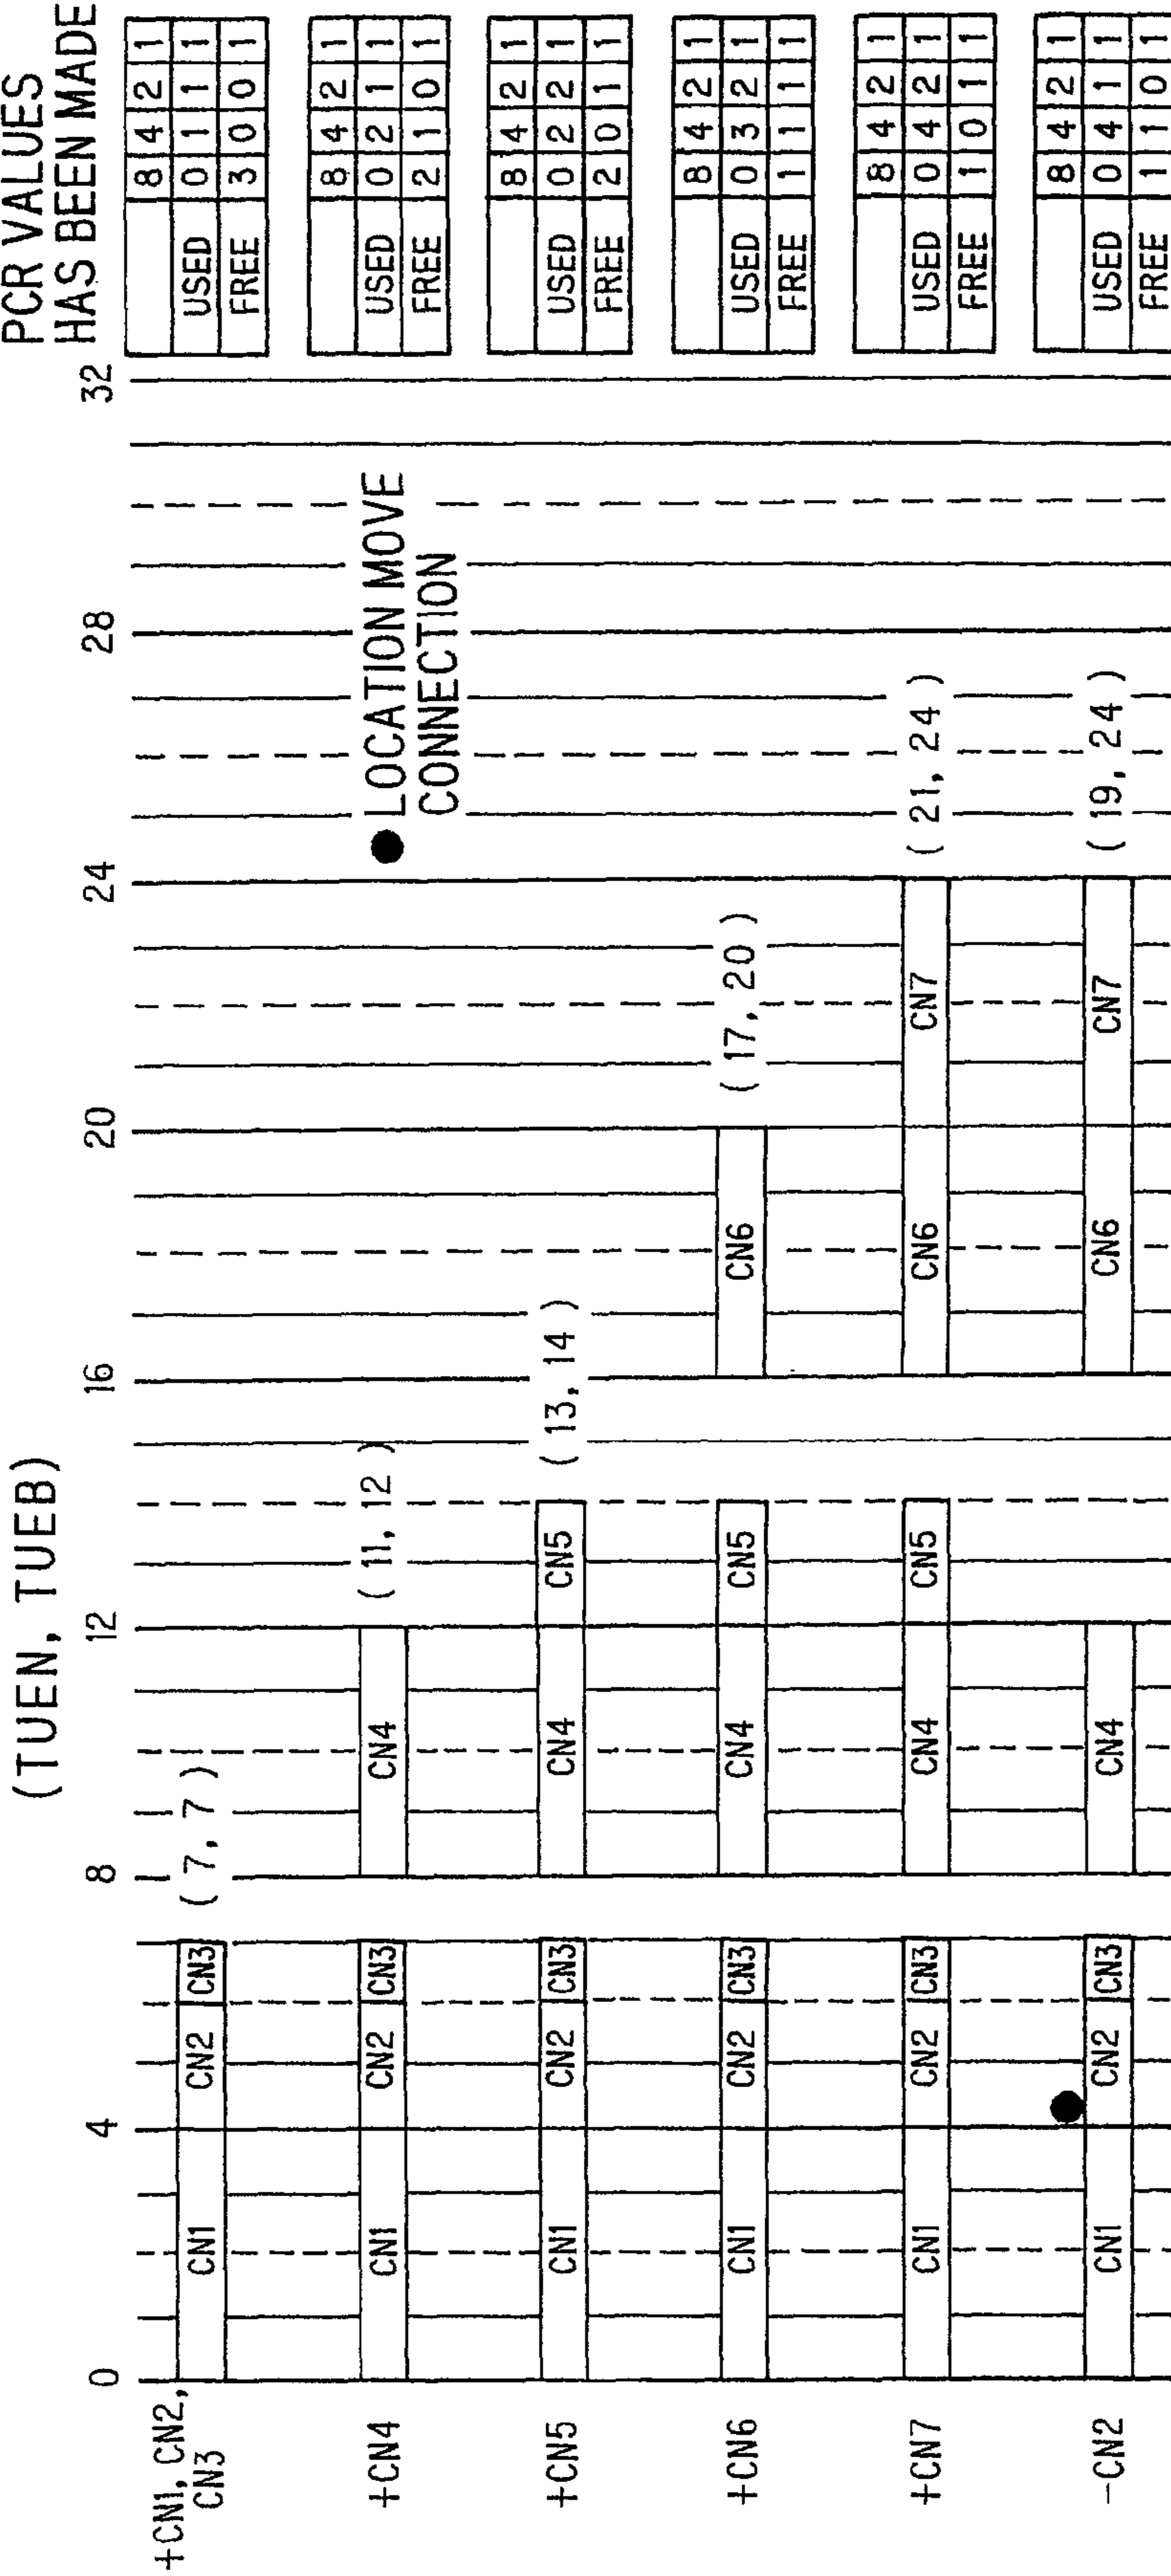 (TUEN, TUEB)
PCR VALUES
HAS BEEN MADE
0 4 8 12 16 20 24 28 32
+CN1, CN2,
CN3
CN1 CN2 CN3 ( 7, 7 )
8 4 2 1
USED 0 1 1 1
FREE 3 0 0 1
+CN4 CN1 CN2 CN3 CN4 ( 11, 12 )
● LOCATION MOVE
CONNECTION
8 4 2 1
USED 0 2 1 1
FREE 2 1 0 1
+CN5 CN1 CN2 CN3 CN4 CN5 ( 13, 14 )
8 4 2 1
USED 0 2 2 1
FREE 2 0 1 1
+CN6 CN1 CN2 CN3 CN4 CN5 CN6 ( 17, 20 )
8 4 2 1
USED 0 3 2 1
FREE 1 1 1 1
+CN7 CN1 CN2 CN3 CN4 CN5 CN6 CN7 ( 21, 24 )
8 4 2 1
USED 0 4 2 1
FREE 1 0 1 1
-CN2 CN1 CN2 CN3 CN4 CN6 CN7 ( 19, 24 )
8 4 2 1
USED 0 4 1 1
FREE 1 1 0 1